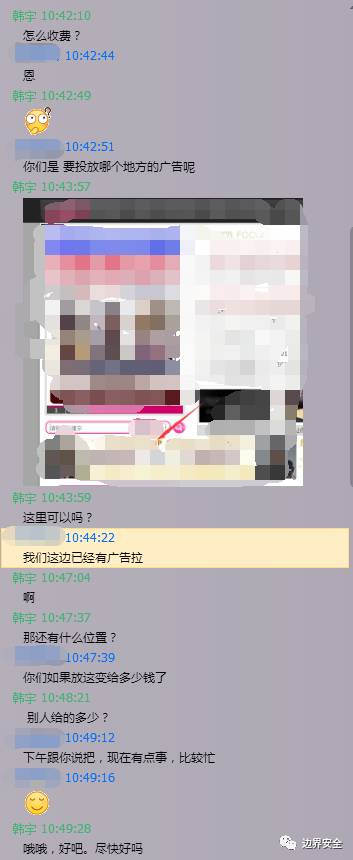 韩宇 10:42:10
怎么收费？
10:42:44
恩
韩宇 10:42:49
10:42:51
你们是 要投放哪个地方的广告呢
韩宇 10:43:57
韩宇 10:43:59
这里可以吗？
10:44:22
我们这边已经有广告拉
韩宇 10:47:04
啊
韩宇 10:47:37
那还有什么位置？
10:47:39
你们如果放这变给多少钱了
韩宇 10:48:21
别人给的多少？
10:49:12
下午跟你说把，现在有点事，比较忙
10:49:16
韩宇 10:49:28
哦哦，好吧。尽快好吗
边界安全